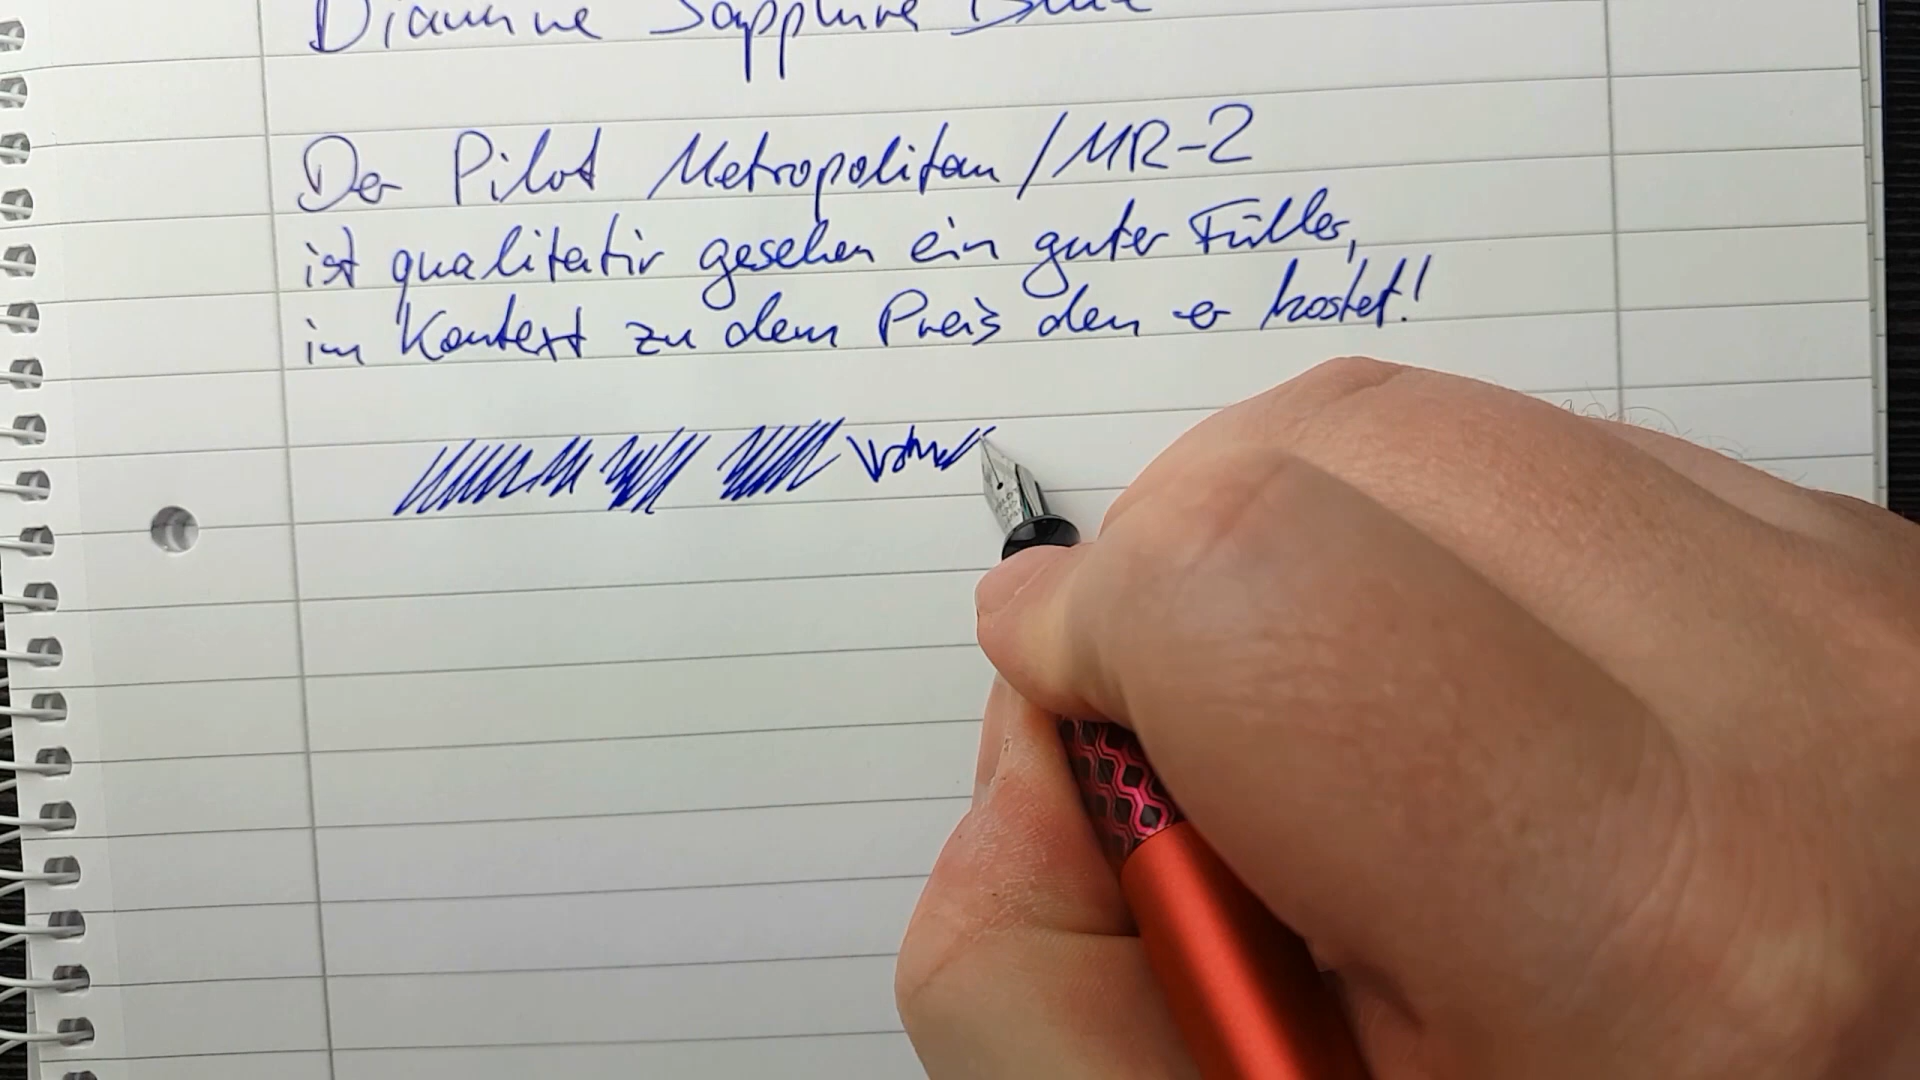 Diamine Sapphire Blue
Der Pilot Metropolitan / MR-2
ist qualitativ gesehen ein guter Füller,
im Kontext zu dem Preis den er kostet!